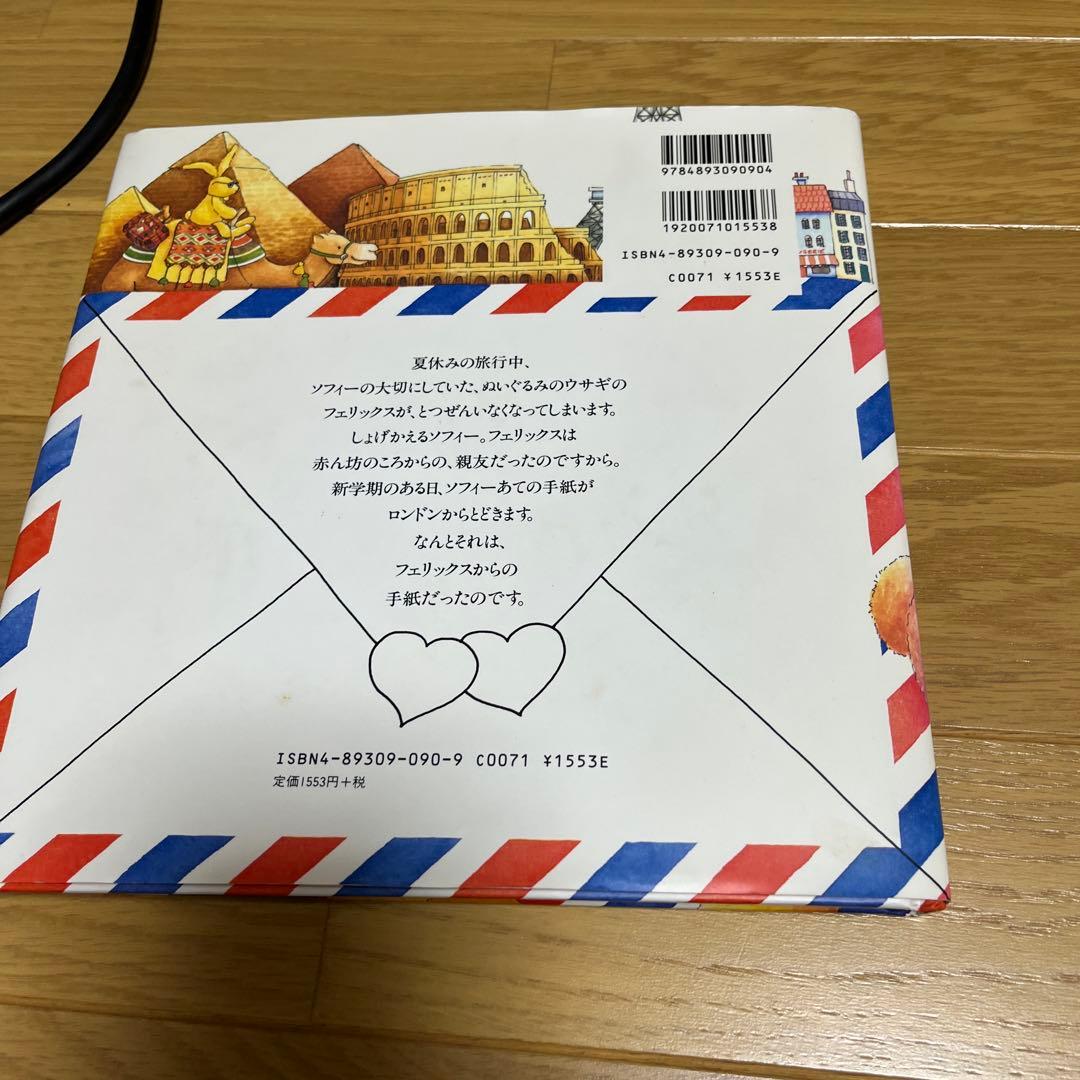 9784893090904
1920071015538
ISBN4-89309-090-9
C0071 ¥1553E
夏休みの旅行中、
ソフィーの大切にしていた、ぬいぐるみのウサギの
フェリックスが、とつぜんいなくなってしまいます。
しょげかえるソフィー。フェリックスは
赤ん坊のころからの、親友だったのですから。
新学期のある日、ソフィーあての手紙が
ロンドンからとどきます。
なんとそれは、
フェリックスからの
手紙だったのです。
ISBN4-89309-090-9 C0071 ¥1553E
定価1553円+税